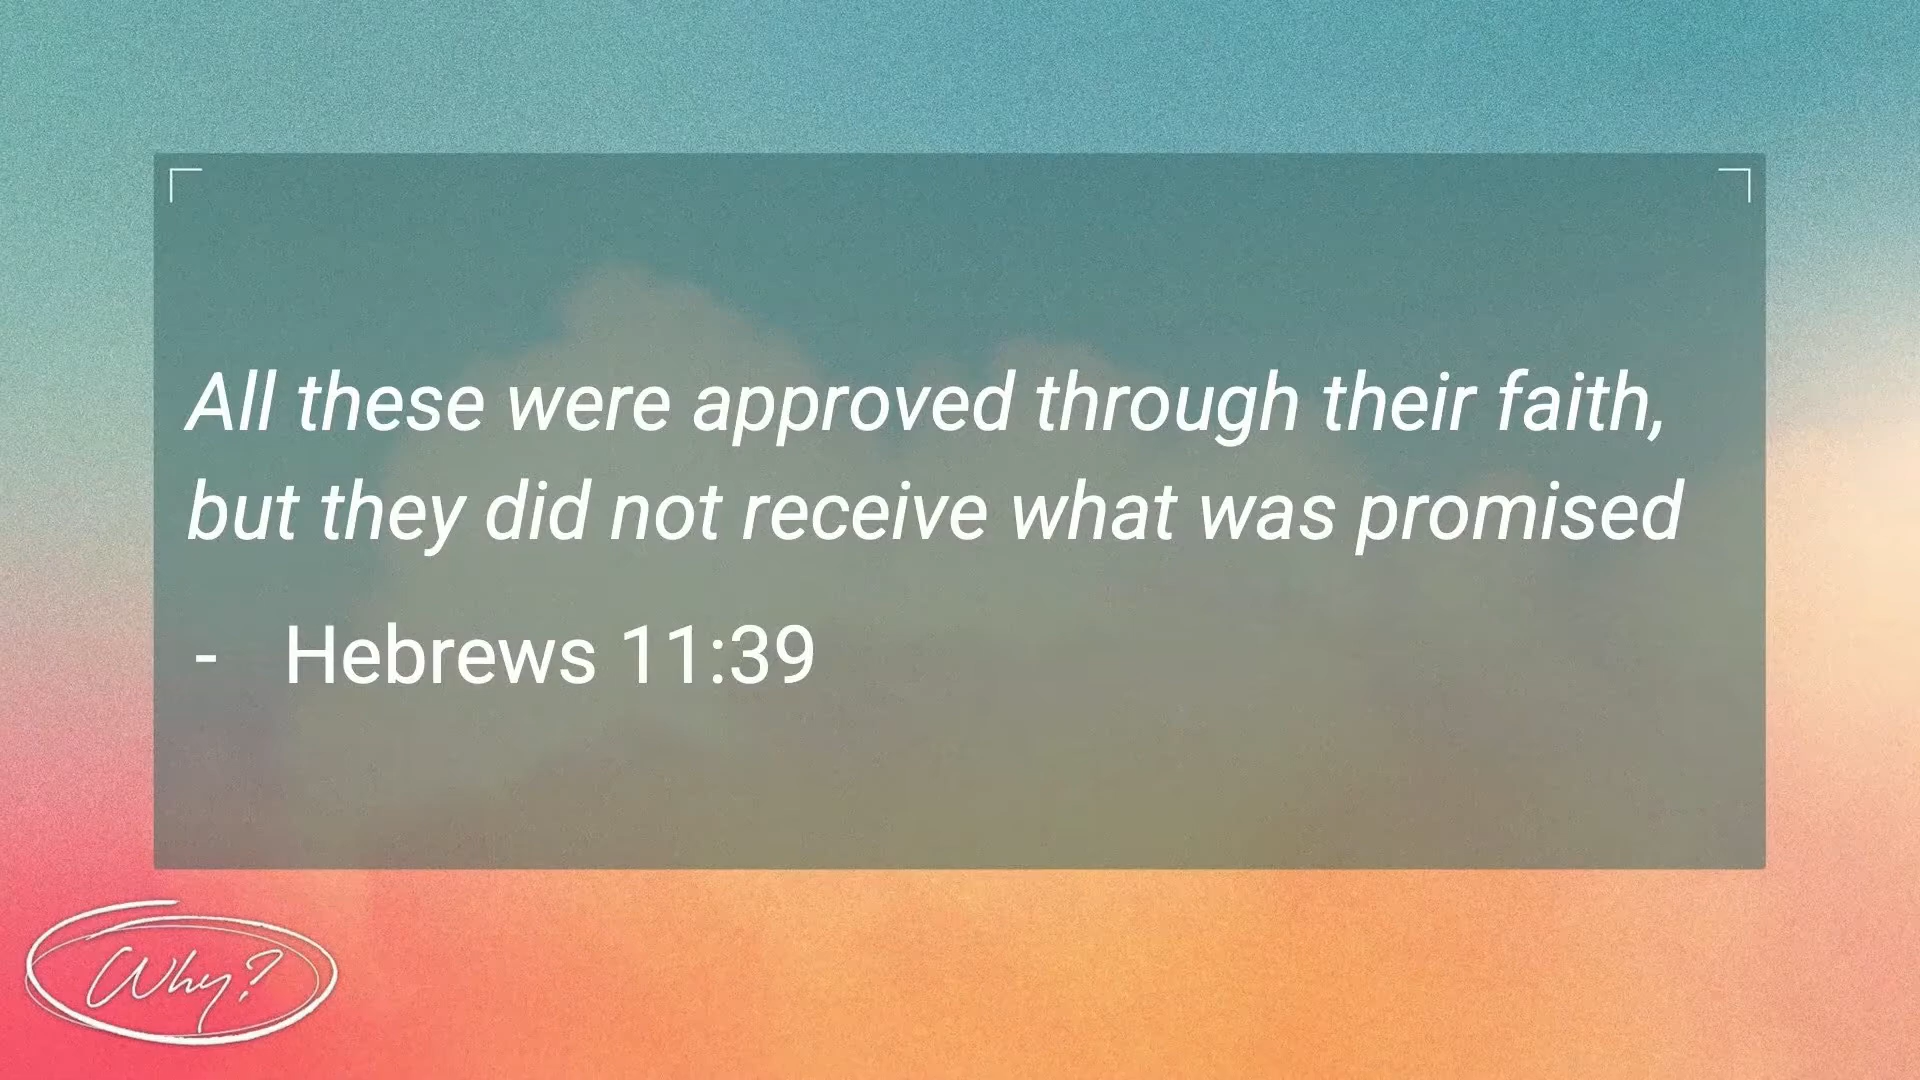 All these were approved through their faith,
but they did not receive what was promised
- Hebrews 11:39
Why?